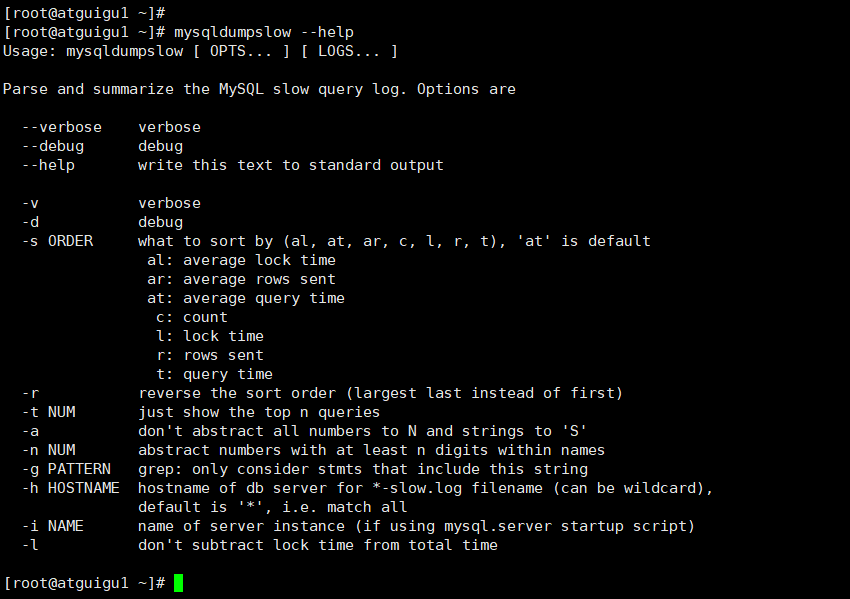 [root@atguigu1 ~]#
[root@atguigu1 ~]# mysqldumpslow --help
Usage: mysqldumpslow [ OPTS... ] [ LOGS... ]

Parse and summarize the MySQL slow query log. Options are

  --verbose    verbose
  --debug      debug
  --help       write this text to standard output

  -v           verbose
  -d           debug
  -s ORDER     what to sort by (al, at, ar, c, l, r, t), 'at' is default
                al: average lock time
                ar: average rows sent
                at: average query time
                 c: count
                 l: lock time
                 r: rows sent
                 t: query time
  -r           reverse the sort order (largest last instead of first)
  -t NUM       just show the top n queries
  -a           don't abstract all numbers to N and strings to 'S'
  -n NUM       abstract numbers with at least n digits within names
  -g PATTERN   grep: only consider stmts that include this string
  -h HOSTNAME  hostname of db server for *-slow.log filename (can be wildcard),
               default is '*', i.e. match all
  -i NAME      name of server instance (if using mysql.server startup script)
  -l           don't subtract lock time from total time

[root@atguigu1 ~]#